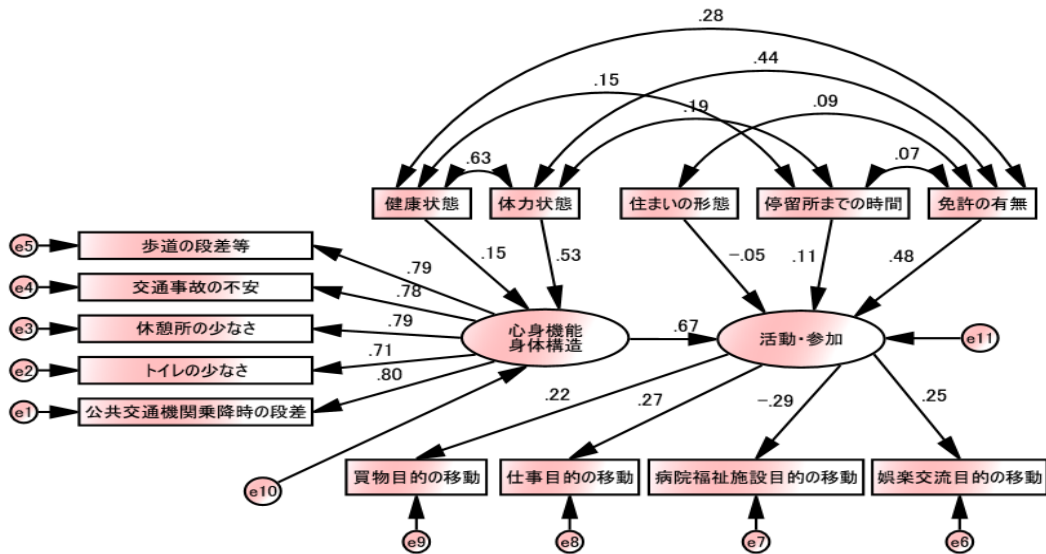 .28
.44
.15
.19
.09
.63
.07
健康状態
体力状態
住まいの形態
停留所までの時間
免許の有無
e5
歩道の段差等
.15
.53
-.05
.11
.48
.79
e4
交通事故の不安
.78
e3
休憩所の少なさ
.79
心身機能
身体構造
.67
活動・参加
e11
e2
トイレの少なさ
.71
.80
e1
公共交通機関乗降時の段差
.22
.27
-.29
.25
e10
買物目的の移動
仕事目的の移動
病院福祉施設目的の移動
娯楽交流目的の移動
e9
e8
e7
e6